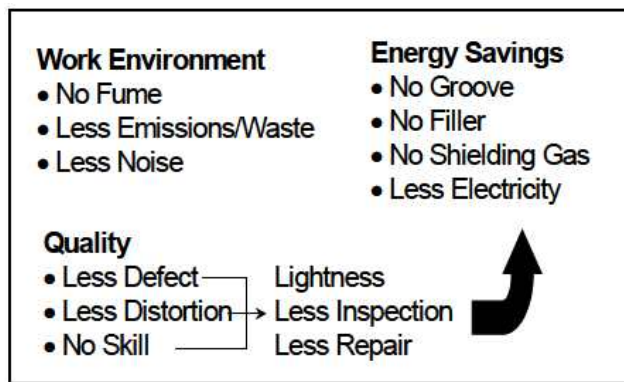 Work Environment
• No Fume
• Less Emissions/Waste
• Less Noise
Energy Savings
• No Groove
• No Filler
• No Shielding Gas
• Less Electricity
Quality
• Less Defect
• Less Distortion
• No Skill
Lightness
Less Inspection
Less Repair